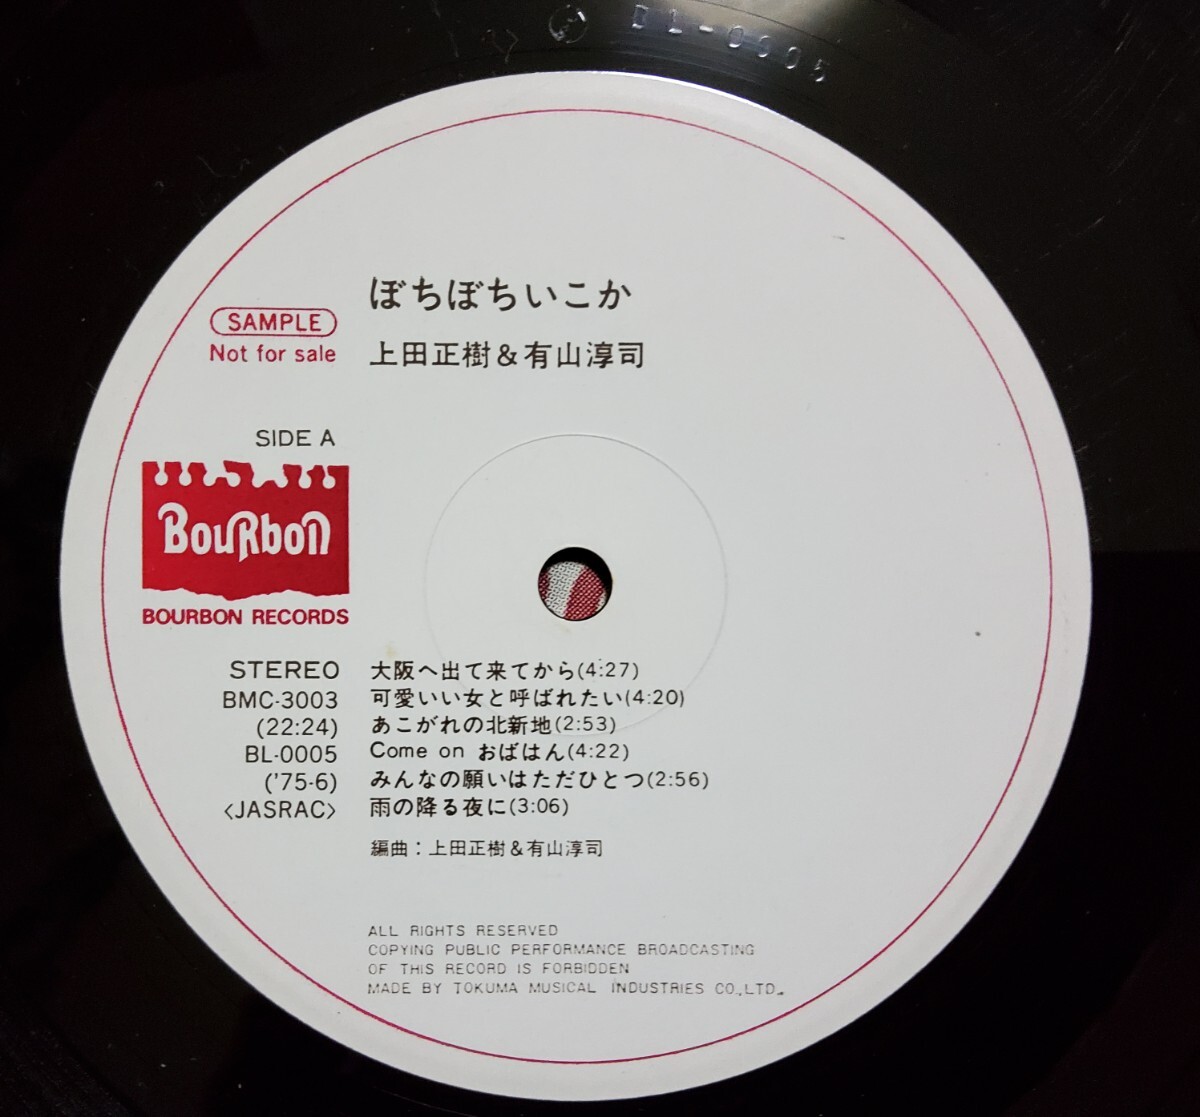 BL-0005
ぼちぼちいこか
SAMPLE
Not for sale
上田正樹&有山淳司
SIDE A
BouRbon
BOURBON RECORDS
STEREO 大阪へ出て来てから(4:27)
BMC-3003 可愛いい女と呼ばれたい(4:20)
(22:24) あこがれの北新地(2:53)
BL-0005 Come on おばはん(4:22)
('75-6) みんなの願いはただひとつ(2:56)
<JASRAC> 雨の降る夜に(3:06)
編曲:上田正樹&有山淳司
ALL RIGHTS RESERVED
COPYING PUBLIC PERFORMANCE BROADCASTING
OF THIS RECORD IS FORBIDDEN
MADE BY TOKUMA MUSICAL INDUSTRIES CO.,LTD.